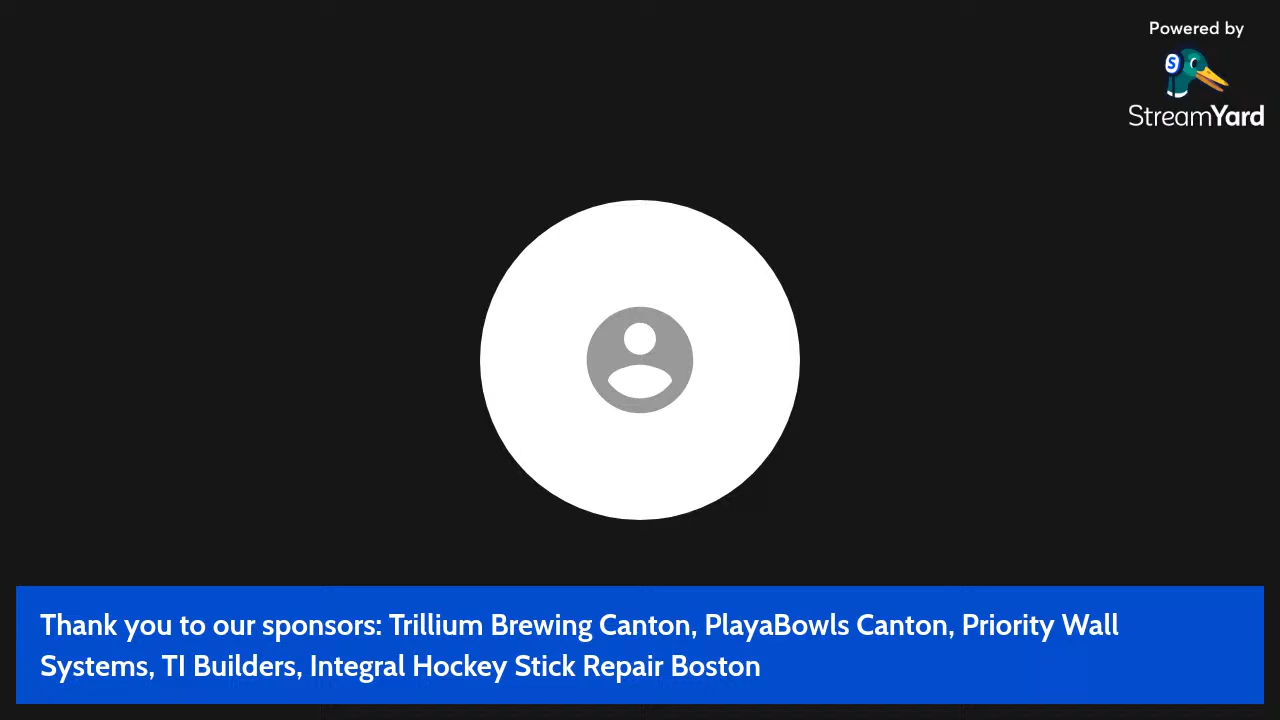 Powered by
S
StreamYard
Thank you to our sponsors: Trillium Brewing Canton, PlayaBowls Canton, Priority Wall
Systems, TI Builders, Integral Hockey Stick Repair Boston